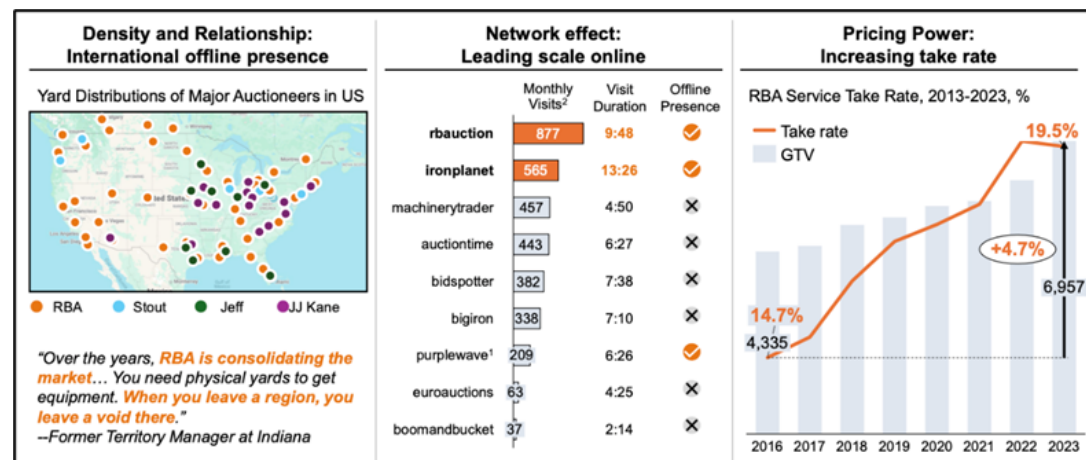 Density and Relationship:
International offline presence
Yard Distributions of Major Auctioneers in US
RBA
Stout
Jeff
JJ Kane
"Over the years, RBA is consolidating the
market… You need physical yards to get
equipment. When you leave a region, you
leave a void there."
--Former Territory Manager at Indiana
Network effect:
Leading scale online
Monthly
Visits²
Visit
Duration
Offline
Presence
rbauction 877 9:48
ironplanet 565 13:26
machinerytrader 457 4:50
auctiontime 443 6:27
bidspotter 382 7:38
bigiron 338 7:10
purplewave¹ 209 6:26
euroauctions 63 4:25
boomandbucket 37 2:14
Pricing Power:
Increasing take rate
RBA Service Take Rate, 2013-2023, %
Take rate
GTV
19.5%
+4.7%
6,957
14.7%
4,335
2016 2017 2018 2019 2020 2021 2022 2023